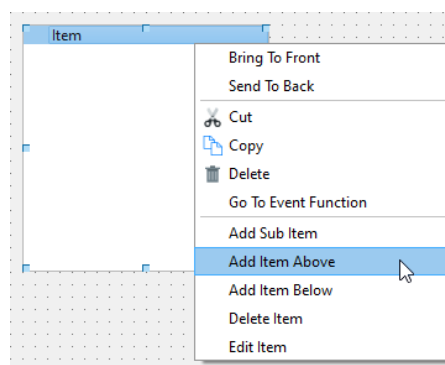 Item
Bring To Front
Send To Back
Cut
Copy
Delete
Go To Event Function
Add Sub Item
Add Item Above
Add Item Below
Delete Item
Edit Item